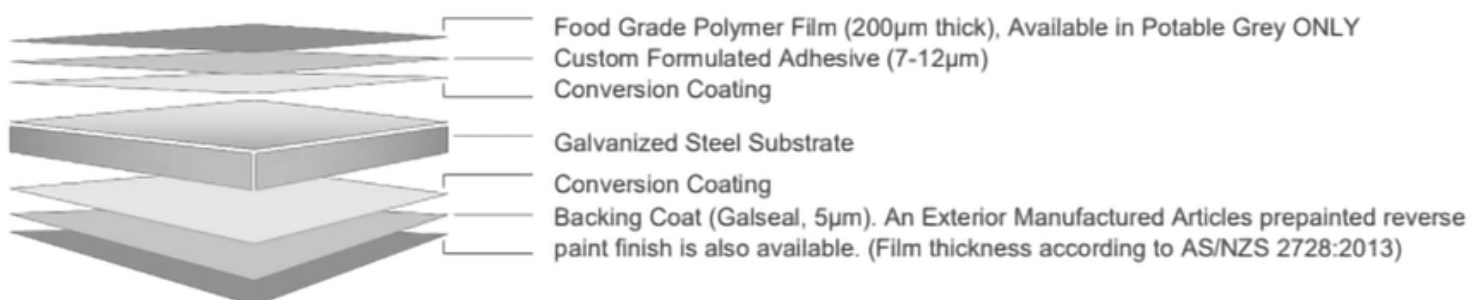 Food Grade Polymer Film (200μm thick), Available in Potable Grey ONLY
Custom Formulated Adhesive (7-12μm)
Conversion Coating
Galvanized Steel Substrate
Conversion Coating
Backing Coat (Galseal, 5μm). An Exterior Manufactured Articles prepainted reverse
paint finish is also available. (Film thickness according to AS/NZS 2728:2013)